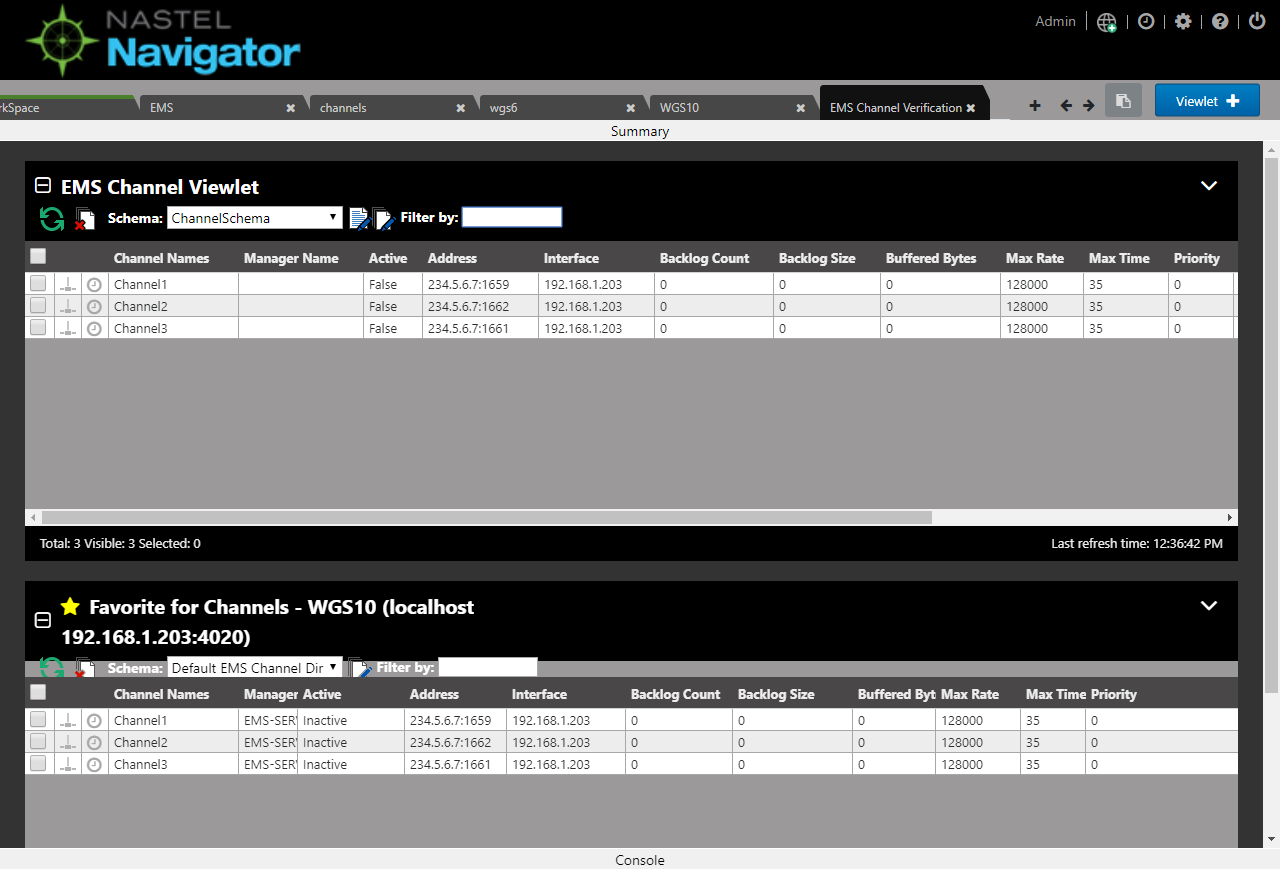 NASTEL
Navigator
Admin
rkSpace EMS channels wgs6 WGS10 EMS Channel Verification
Viewlet
Summary
EMS Channel Viewlet
Schema: ChannelSchema Filter by:
Channel Names Manager Name Active Address Interface Backlog Count Backlog Size Buffered Bytes Max Rate Max Time Priority
Channel1 False 234.5.6.7:1659 192.168.1.203 0 0 0 128000 35 0
Channel2 False 234.5.6.7:1662 192.168.1.203 0 0 0 128000 35 0
Channel3 False 234.5.6.7:1661 192.168.1.203 0 0 0 128000 35 0
Total: 3 Visible: 3 Selected: 0 Last refresh time: 12:36:42 PM
Favorite for Channels - WGS10 (localhost
192.168.1.203:4020)
Schema: Default EMS Channel Dir Filter by:
Channel Names Manager Active Address Interface Backlog Count Backlog Size Buffered Byt Max Rate Max Time Priority
Channel1 EMS-SER Inactive 234.5.6.7:1659 192.168.1.203 0 0 0 128000 35 0
Channel2 EMS-SER Inactive 234.5.6.7:1662 192.168.1.203 0 0 0 128000 35 0
Channel3 EMS-SER Inactive 234.5.6.7:1661 192.168.1.203 0 0 0 128000 35 0
Console